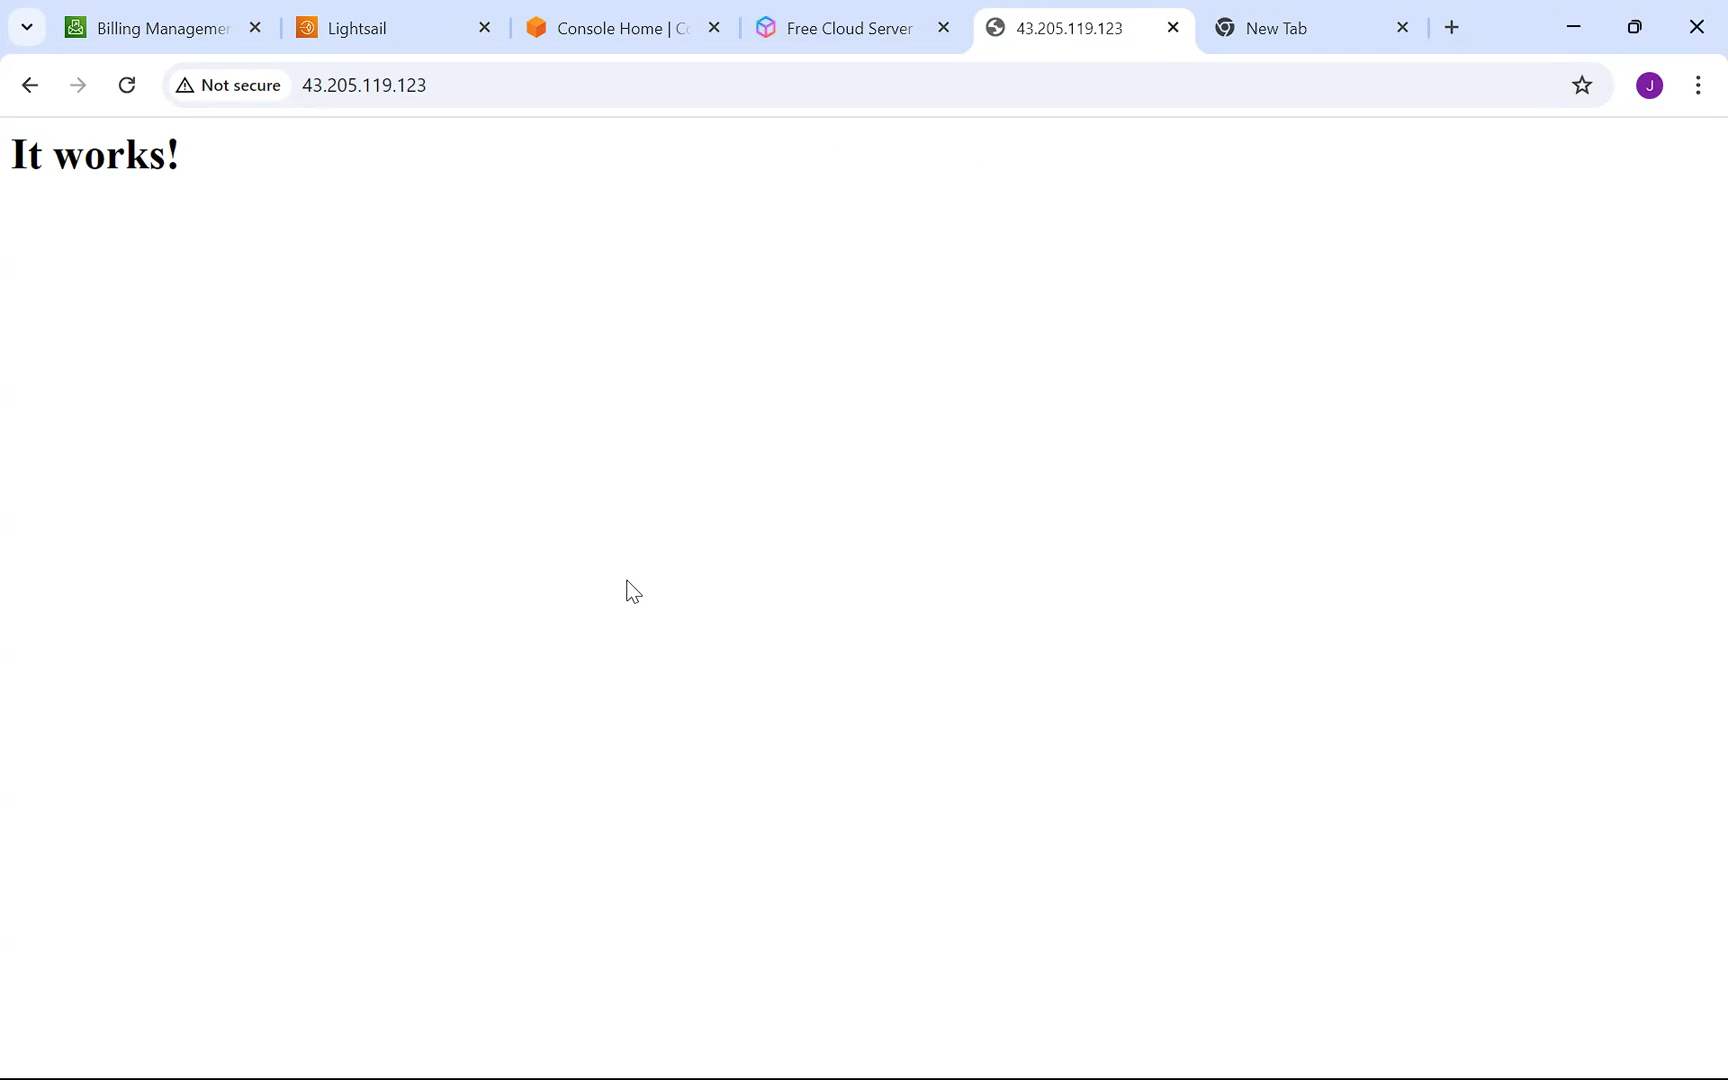 Billing Managemer
Lightsail
Console Home | Co
Free Cloud Server
43.205.119.123
New Tab
Not secure
43.205.119.123
J
It works!